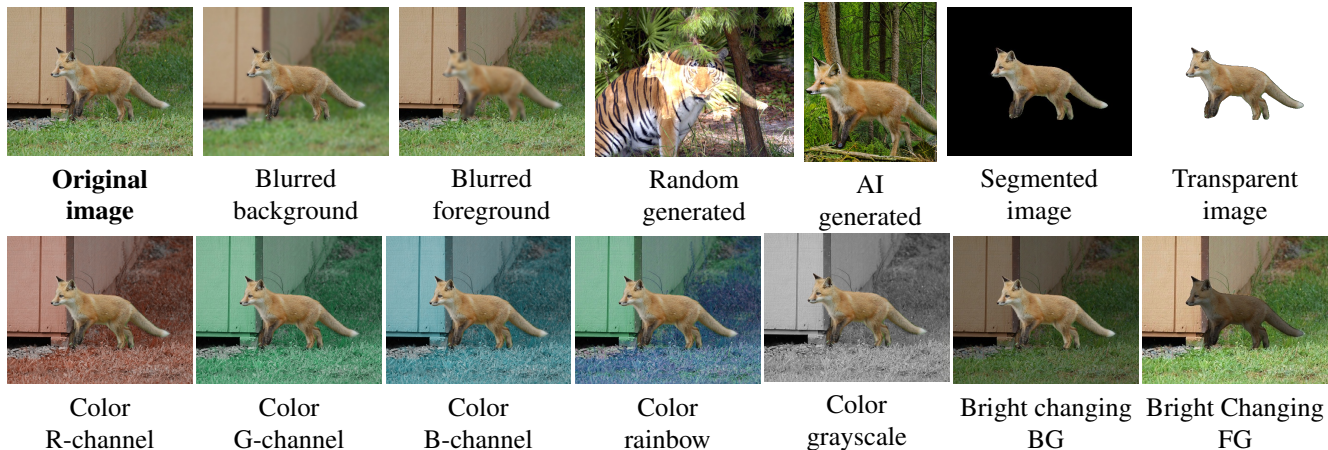 Original
image
Blurred
background
Blurred
foreground
Random
generated
AI
generated
Segmented
image
Transparent
image
Color
R-channel
Color
G-channel
Color
B-channel
Color
rainbow
Color
grayscale
Bright changing
BG
Bright Changing
FG